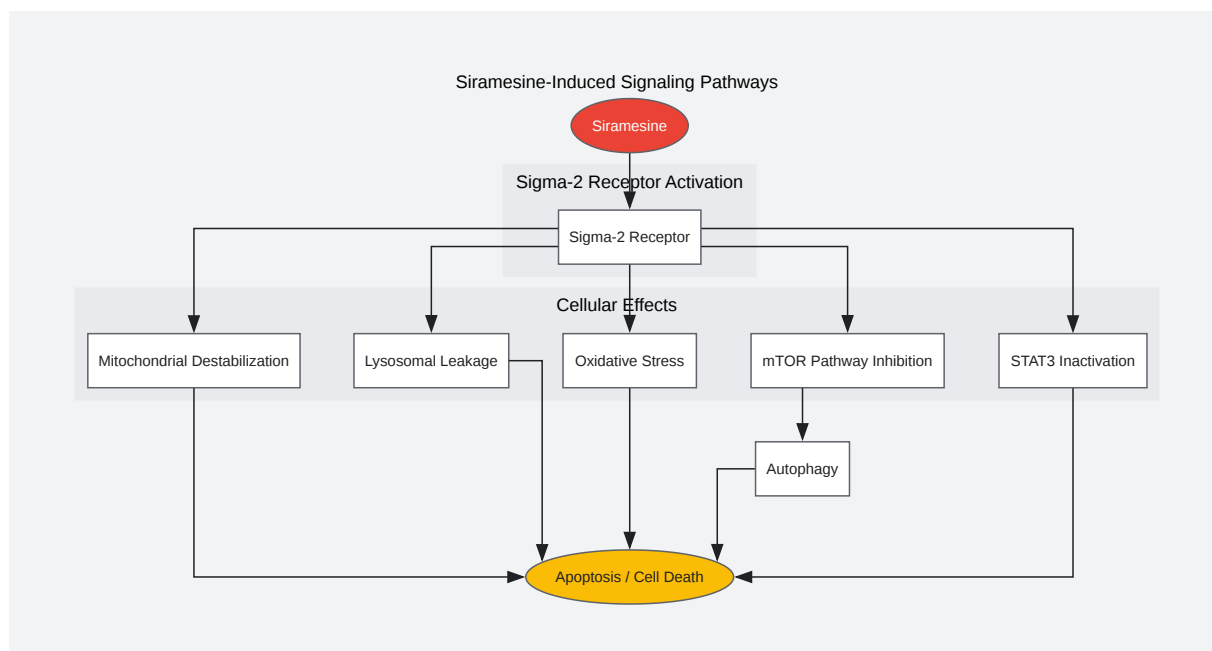 Siramesine-Induced Signaling Pathways
Siramesine
Sigma-2 Receptor Activation
Sigma-2 Receptor
Cellular Effects
Mitochondrial Destabilization
Lysosomal Leakage
Oxidative Stress
mTOR Pathway Inhibition
STAT3 Inactivation
Autophagy
Apoptosis / Cell Death